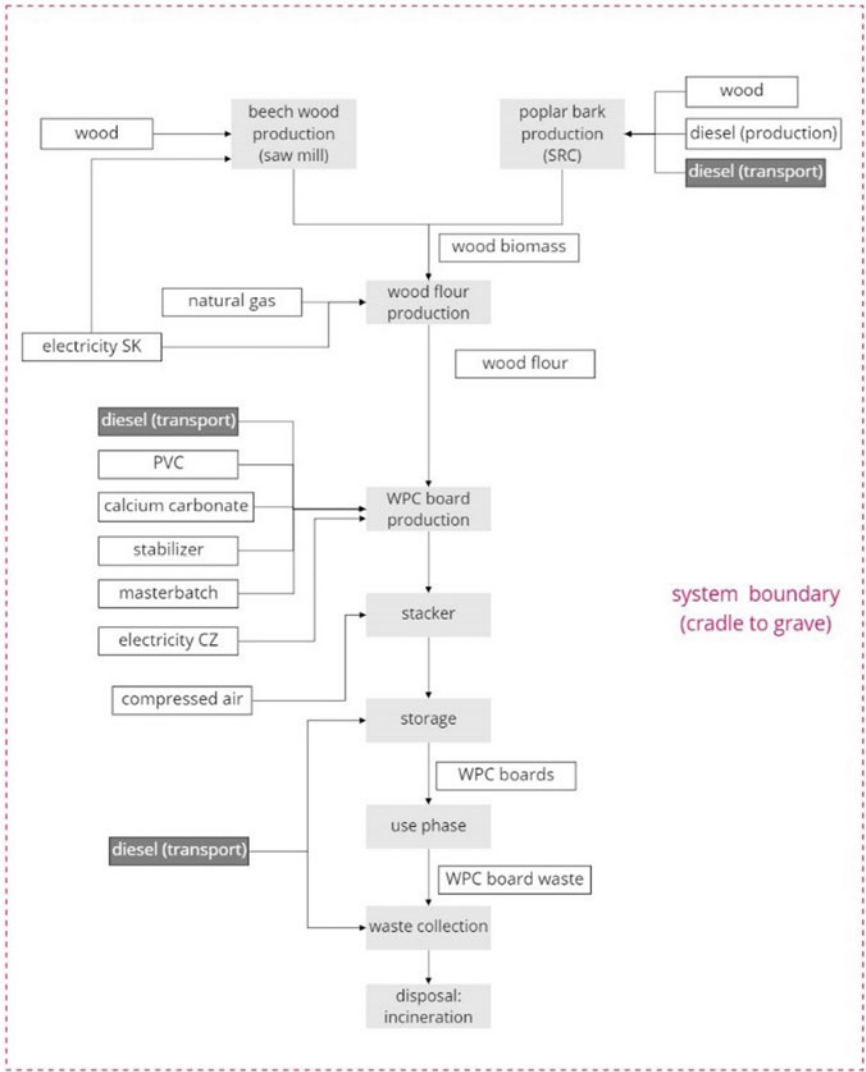 wood
beech wood
production
(saw mill)
poplar bark
production
(SRC)
wood
diesel (production)
diesel (transport)
wood biomass
natural gas
wood flour
production
electricity SK
wood flour
diesel (transport)
PVC
calcium carbonate
stabilizer
masterbatch
electricity CZ
WPC board
production
system boundary
(cradle to grave)
stacker
compressed air
storage
WPC boards
use phase
diesel (transport)
WPC board waste
waste collection
disposal:
incineration